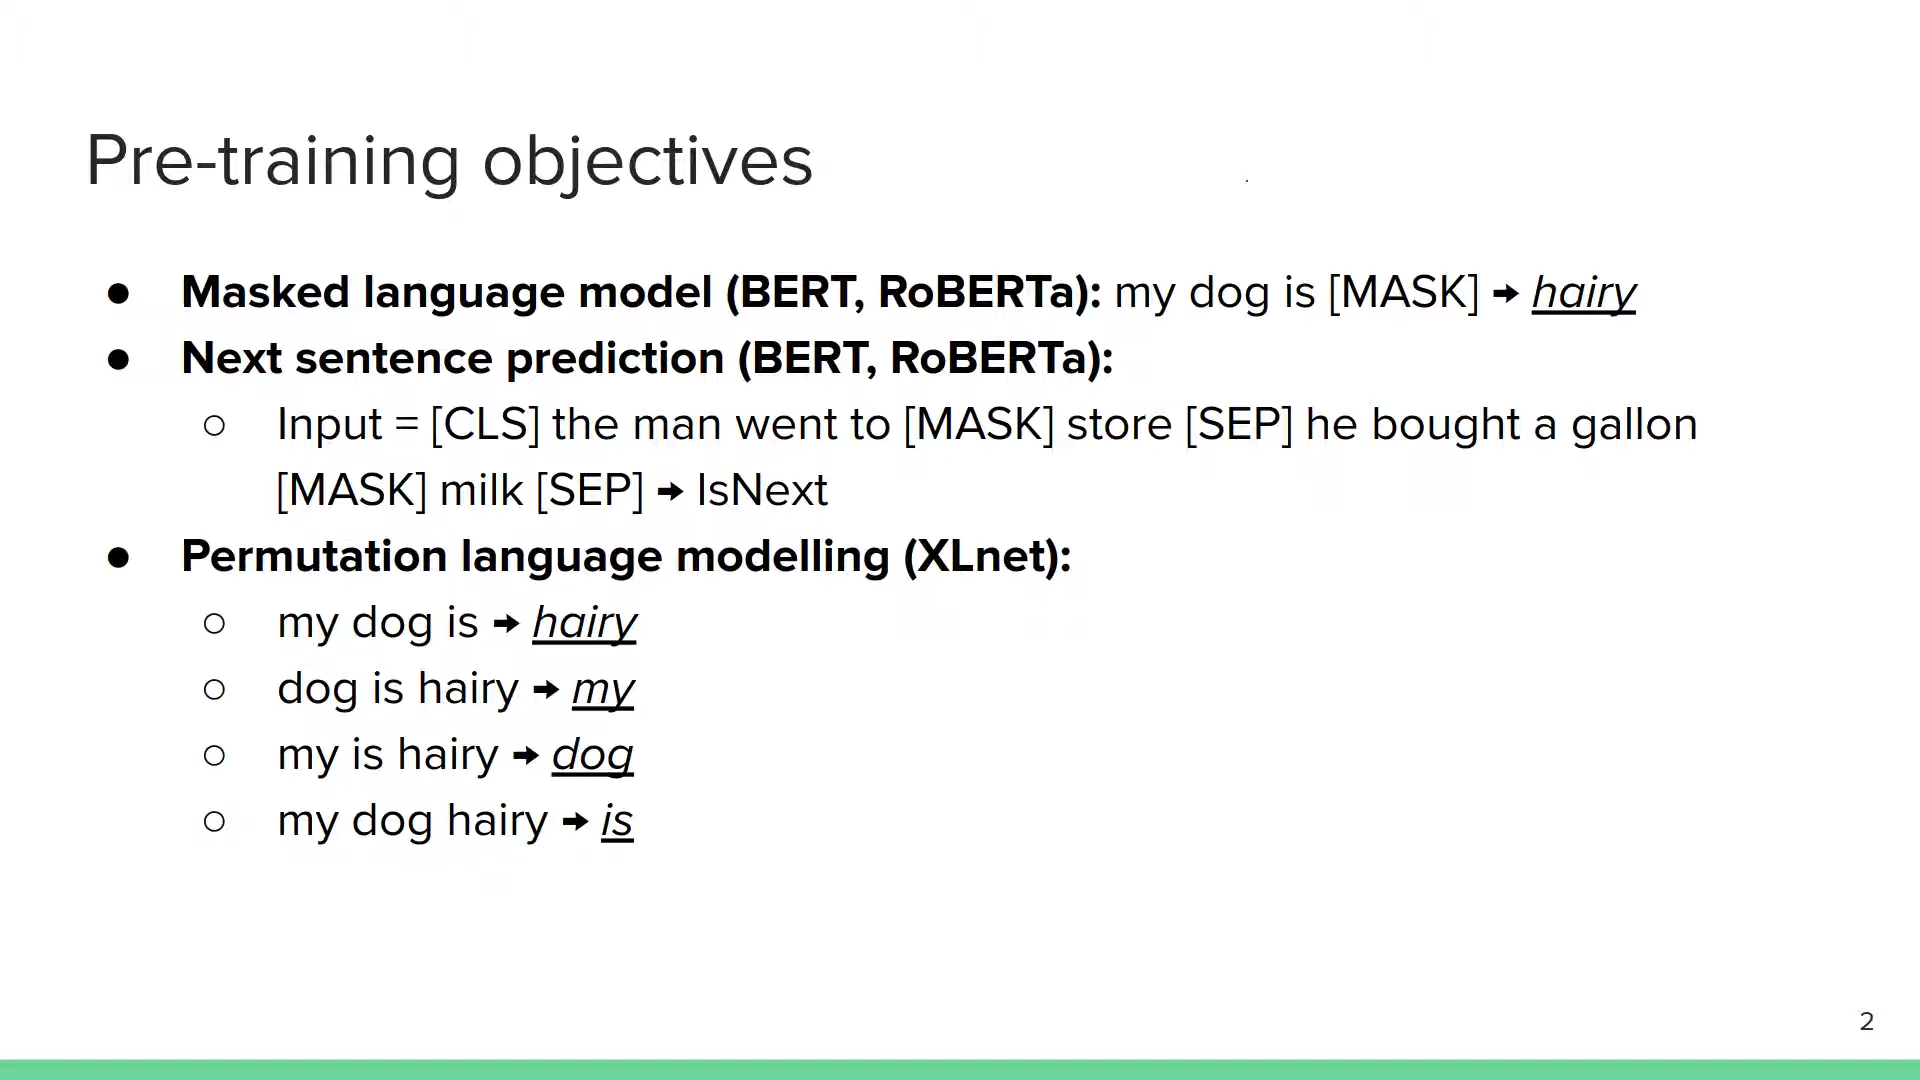 Pre-training objectives
● Masked language model (BERT, RoBERTa): my dog is [MASK] → hairy
● Next sentence prediction (BERT, RoBERTa):
○ Input = [CLS] the man went to [MASK] store [SEP] he bought a gallon
[MASK] milk [SEP] → IsNext
● Permutation language modelling (XLnet):
○ my dog is → hairy
○ dog is hairy → my
○ my is hairy → dog
○ my dog hairy → is
2